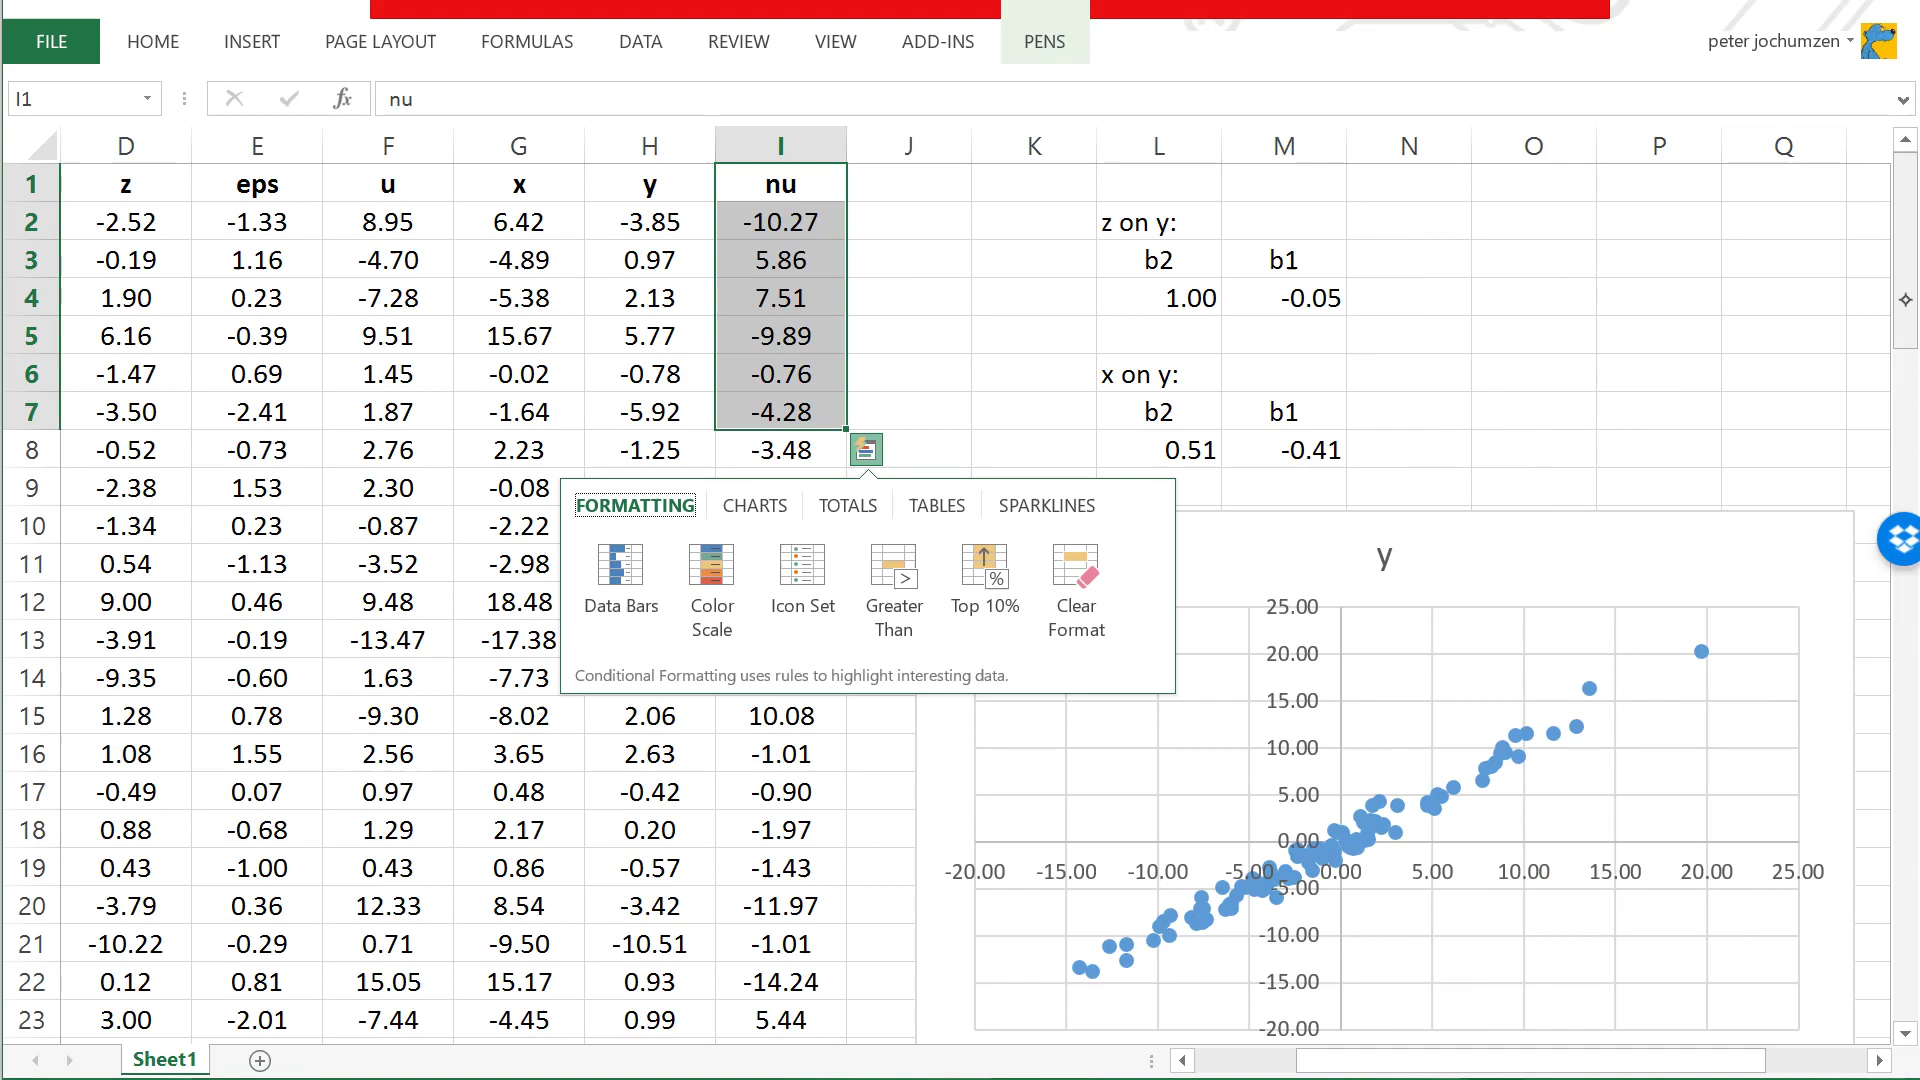 FILE HOME INSERT PAGE LAYOUT FORMULAS DATA REVIEW VIEW ADD-INS PENS peter jochumzen
I1 fx nu
D E F G H I J K L M N O P Q
1 z eps u x y nu
2 -2.52 -1.33 8.95 6.42 -3.85 -10.27 z on y:
3 -0.19 1.16 -4.70 -4.89 0.97 5.86 b2 b1
4 1.90 0.23 -7.28 -5.38 2.13 7.51 1.00 -0.05
5 6.16 -0.39 9.51 15.67 5.77 -9.89
6 -1.47 0.69 1.45 -0.02 -0.78 -0.76 x on y:
7 -3.50 -2.41 1.87 -1.64 -5.92 -4.28 b2 b1
8 -0.52 -0.73 2.76 2.23 -1.25 -3.48 0.51 -0.41
9 -2.38 1.53 2.30 -0.08
FORMATTING CHARTS TOTALS TABLES SPARKLINES
10 -1.34 0.23 -0.87 -2.22
11 0.54 -1.13 -3.52 -2.98
y
12 9.00 0.46 9.48 18.48
Data Bars Color Scale Icon Set Greater Than Top 10% Clear Format
13 -3.91 -0.19 -13.47 -17.38
14 -9.35 -0.60 1.63 -7.73
Conditional Formatting uses rules to highlight interesting data.
15 1.28 0.78 -9.30 -8.02 2.06 10.08
16 1.08 1.55 2.56 3.65 2.63 -1.01
17 -0.49 0.07 0.97 0.48 -0.42 -0.90
18 0.88 -0.68 1.29 2.17 0.20 -1.97
19 0.43 -1.00 0.43 0.86 -0.57 -1.43
20 -3.79 0.36 12.33 8.54 -3.42 -11.97
21 -10.22 -0.29 0.71 -9.50 -10.51 -1.01
22 0.12 0.81 15.05 15.17 0.93 -14.24
23 3.00 -2.01 -7.44 -4.45 0.99 5.44
25.00
20.00
15.00
10.00
5.00
0.00
-20.00 -15.00 -10.00 -5.00 0.00 5.00 10.00 15.00 20.00 25.00
-5.00
-10.00
-15.00
-20.00
Sheet1